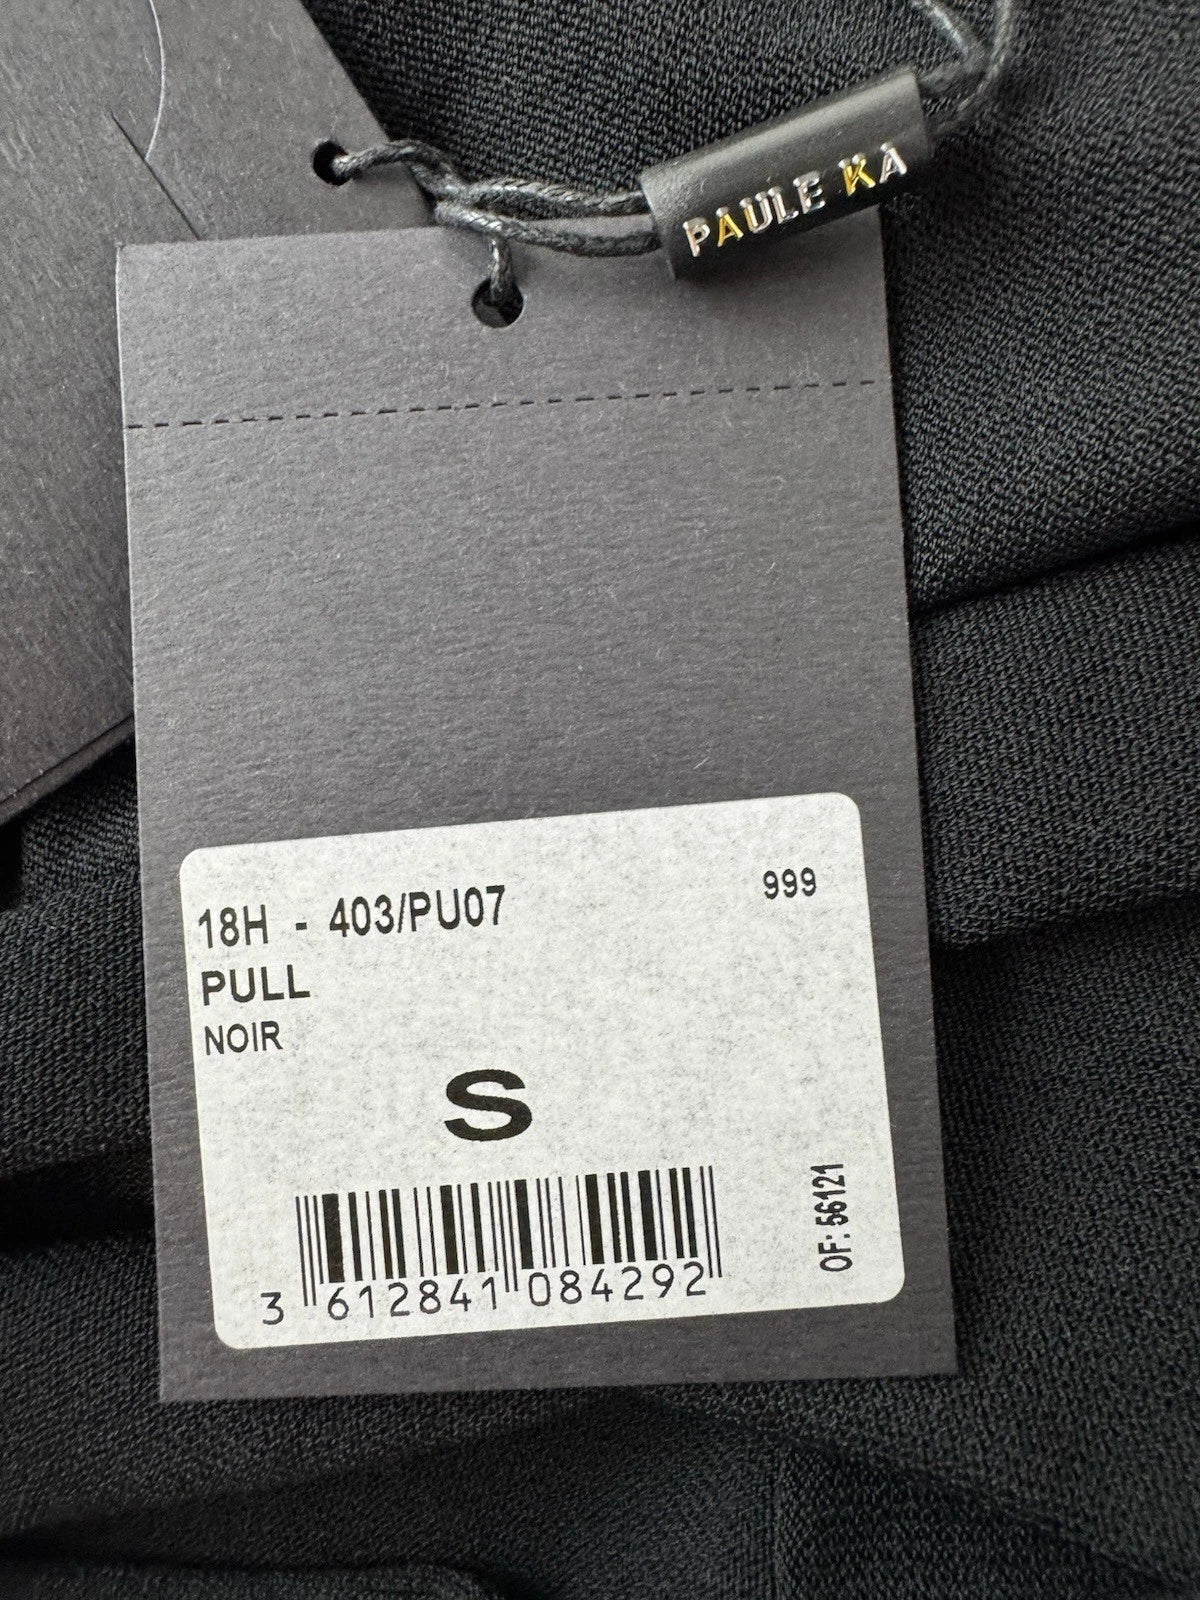 PAULE KA
18H - 403/PU07
999
PULL
NOIR
S
OF: 56121
3 612841 084292